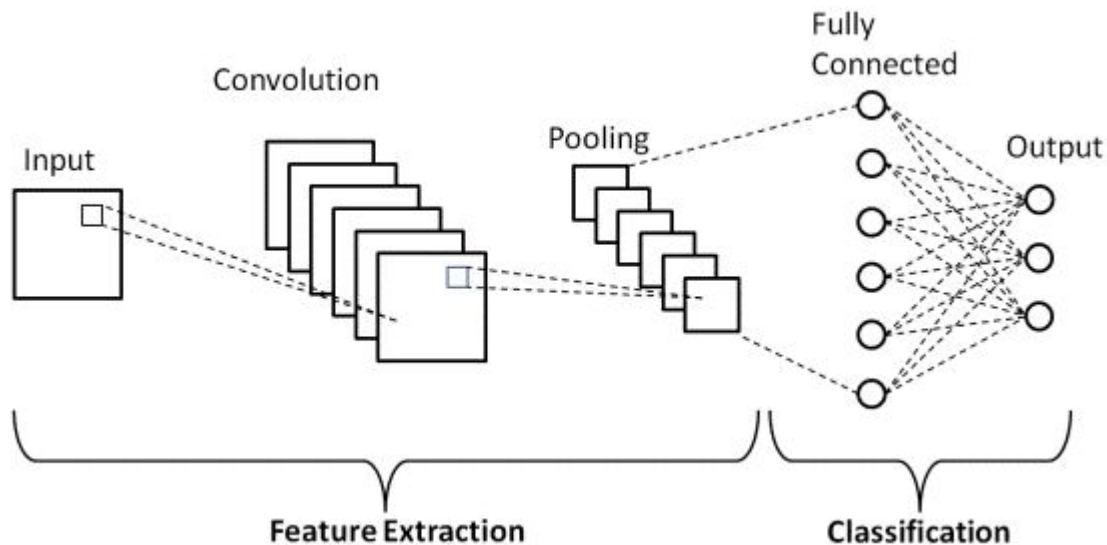 Input
Convolution
Pooling
Fully
Connected
Output
Feature Extraction
Classification